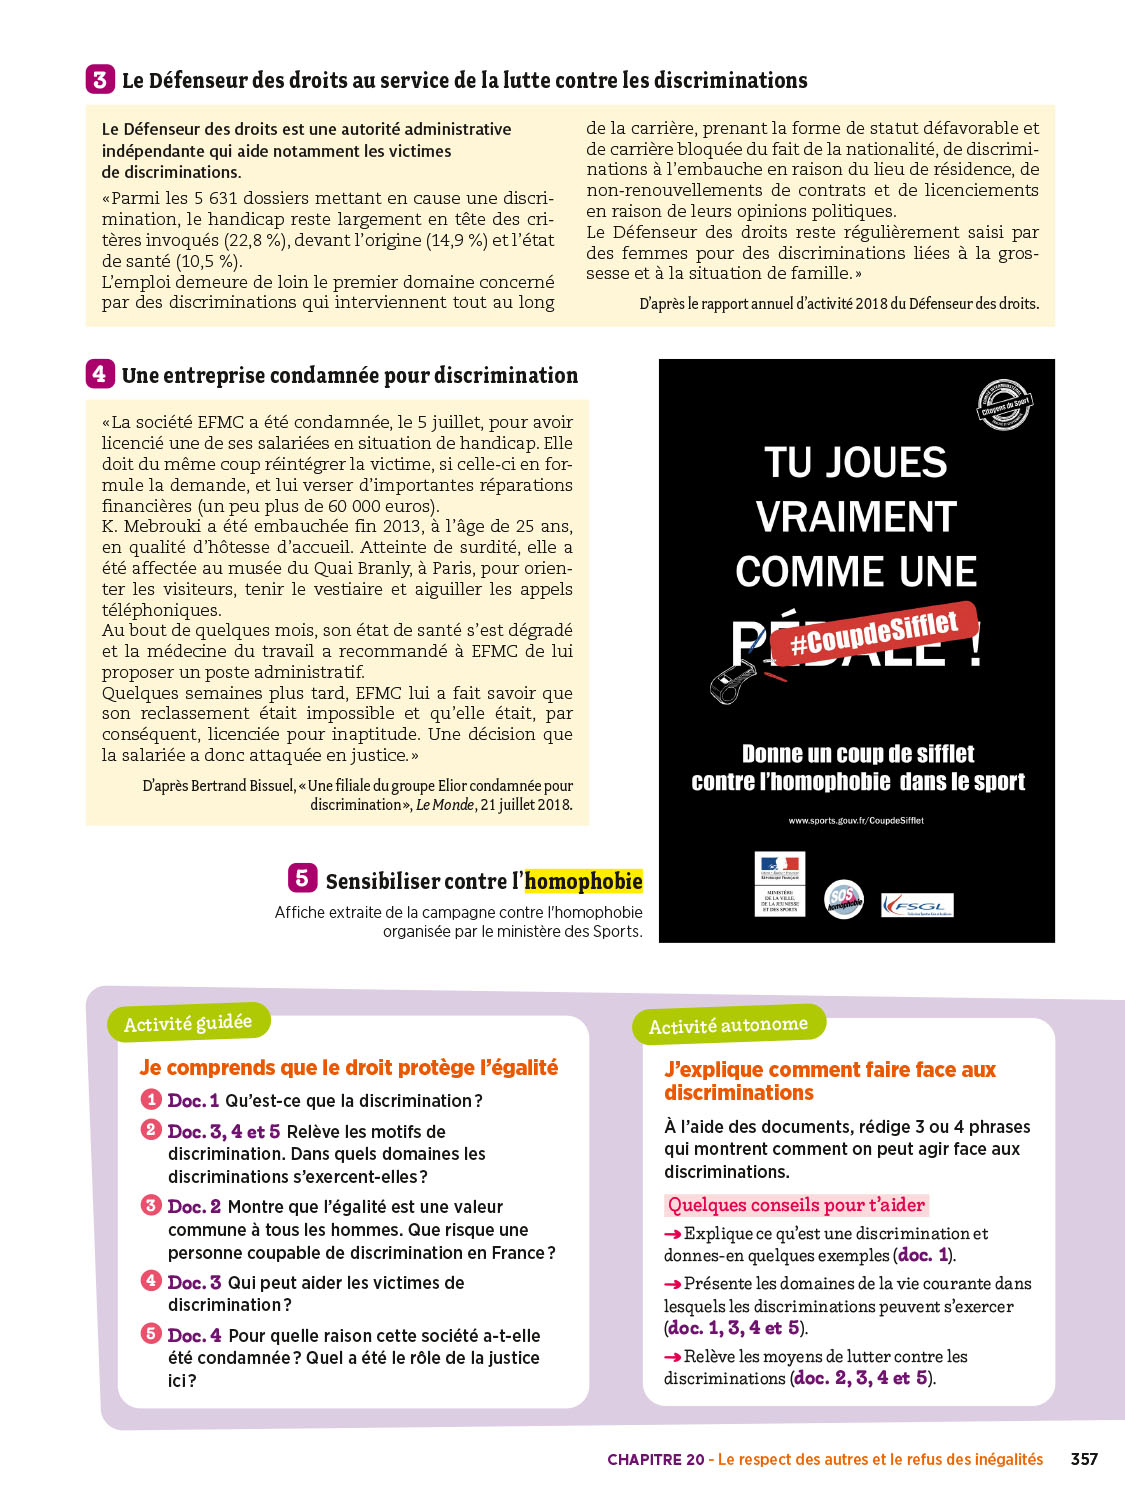 3 Le Défenseur des droits au service de la lutte contre les discriminations
Le Défenseur des droits est une autorité administrative
indépendante qui aide notamment les victimes
de discriminations.
« Parmi les 5 631 dossiers mettant en cause une discri-
mination, le handicap reste largement en tête des cri-
tères invoqués (22,8 %), devant l’origine (14,9 %) et l’état
de santé (10,5 %).
L’emploi demeure de loin le premier domaine concerné
par des discriminations qui interviennent tout au long
de la carrière, prenant la forme de statut défavorable et
de carrière bloquée du fait de la nationalité, de discrimi-
nations à l’embauche en raison du lieu de résidence, de
non-renouvellements de contrats et de licenciements
en raison de leurs opinions politiques.
Le Défenseur des droits reste régulièrement saisi par
des femmes pour des discriminations liées à la gros-
sesse et à la situation de famille. »
D’après le rapport annuel d’activité 2018 du Défenseur des droits.
4 Une entreprise condamnée pour discrimination
« La société EFMC a été condamnée, le 5 juillet, pour avoir
licencié une de ses salariées en situation de handicap. Elle
doit du même coup réintégrer la victime, si celle-ci en for-
mule la demande, et lui verser d’importantes réparations
financières (un peu plus de 60 000 euros).
K. Mebrouki a été embauchée fin 2013, à l’âge de 25 ans,
en qualité d’hôtesse d’accueil. Atteinte de surdité, elle a
été affectée au musée du Quai Branly, à Paris, pour orien-
ter les visiteurs, tenir le vestiaire et aiguiller les appels
téléphoniques.
Au bout de quelques mois, son état de santé s’est dégradé
et la médecine du travail a recommandé à EFMC de lui
proposer un poste administratif.
Quelques semaines plus tard, EFMC lui a fait savoir que
son reclassement était impossible et qu’elle était, par
conséquent, licenciée pour inaptitude. Une décision que
la salariée a donc attaquée en justice. »
D’après Bertrand Bissuel, « Une filiale du groupe Elior condamnée pour
discrimination », Le Monde, 21 juillet 2018.
Citoyens du Sport
TU JOUES
VRAIMENT
COMME UNE
PÉDALE !
#CoupdeSifflet
Donne un coup de sifflet
contre l’homophobie dans le sport
www.sports.gouv.fr/CoupdeSifflet
RÉPUBLIQUE FRANÇAISE
MINISTÈRE
DE LA VILLE,
DE LA JEUNESSE
ET DES SPORTS
SOS
homophobie
FSGL
5 Sensibiliser contre l’homophobie
Affiche extraite de la campagne contre l’homophobie
organisée par le ministère des Sports.
Activité guidée
Je comprends que le droit protège l’égalité
1 Doc. 1 Qu’est-ce que la discrimination ?
2 Doc. 3, 4 et 5 Relève les motifs de
discrimination. Dans quels domaines les
discriminations s’exercent-elles ?
3 Doc. 2 Montre que l’égalité est une valeur
commune à tous les hommes. Que risque une
personne coupable de discrimination en France ?
4 Doc. 3 Qui peut aider les victimes de
discrimination ?
5 Doc. 4 Pour quelle raison cette société a-t-elle
été condamnée ? Quel a été le rôle de la justice
ici ?
Activité autonome
J’explique comment faire face aux
discriminations
À l’aide des documents, rédige 3 ou 4 phrases
qui montrent comment on peut agir face aux
discriminations.
Quelques conseils pour t’aider
→ Explique ce qu’est une discrimination et
donnes-en quelques exemples (doc. 1).
→ Présente les domaines de la vie courante dans
lesquels les discriminations peuvent s’exercer
(doc. 1, 3, 4 et 5).
→ Relève les moyens de lutter contre les
discriminations (doc. 2, 3, 4 et 5).
CHAPITRE 20 - Le respect des autres et le refus des inégalités 357